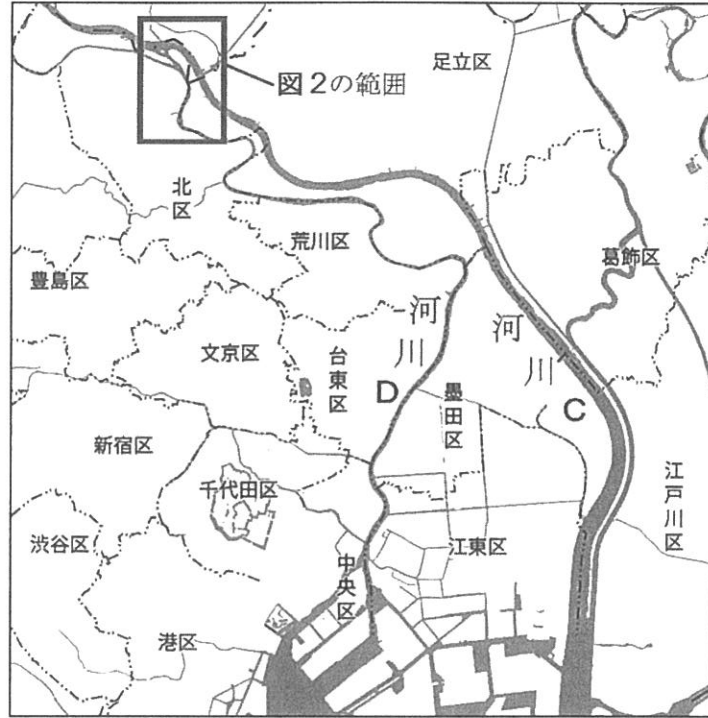 足立区
図2の範囲
北区
荒川区
葛飾区
豊島区
河川
D
河川
C
文京区
台東区
墨田区
新宿区
千代田区
江戸川区
渋谷区
中央区
江東区
港区